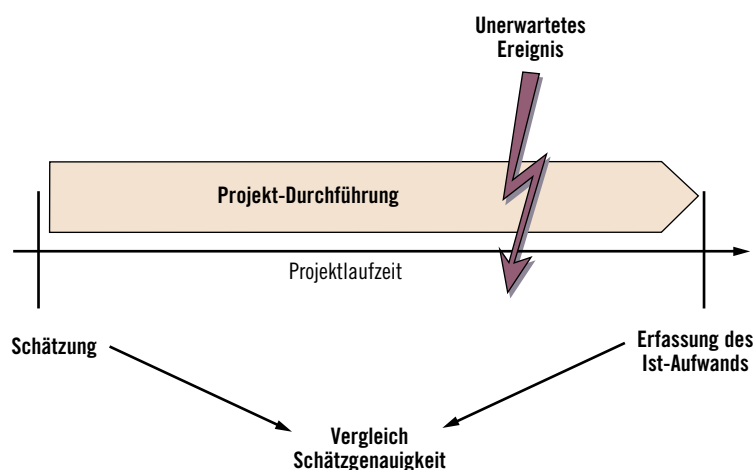 Unerwartetes
Ereignis
Projekt-Durchführung
Projektlaufzeit
Schätzung
Erfassung des
Ist-Aufwands
Vergleich
Schätzgenauigkeit